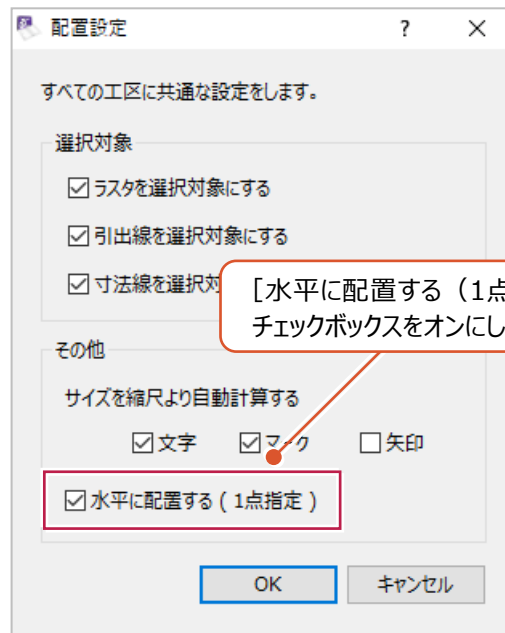 配置設定
?
すべての工区に共通な設定をします。
選択対象
ラスタを選択対象にする
引出線を選択対象にする
寸法線を選択対
[水平に配置する（1点
チェックボックスをオンにし
その他
サイズを縮尺より自動計算する
文字 マーク 矢印
水平に配置する ( 1点指定 )
OK キャンセル